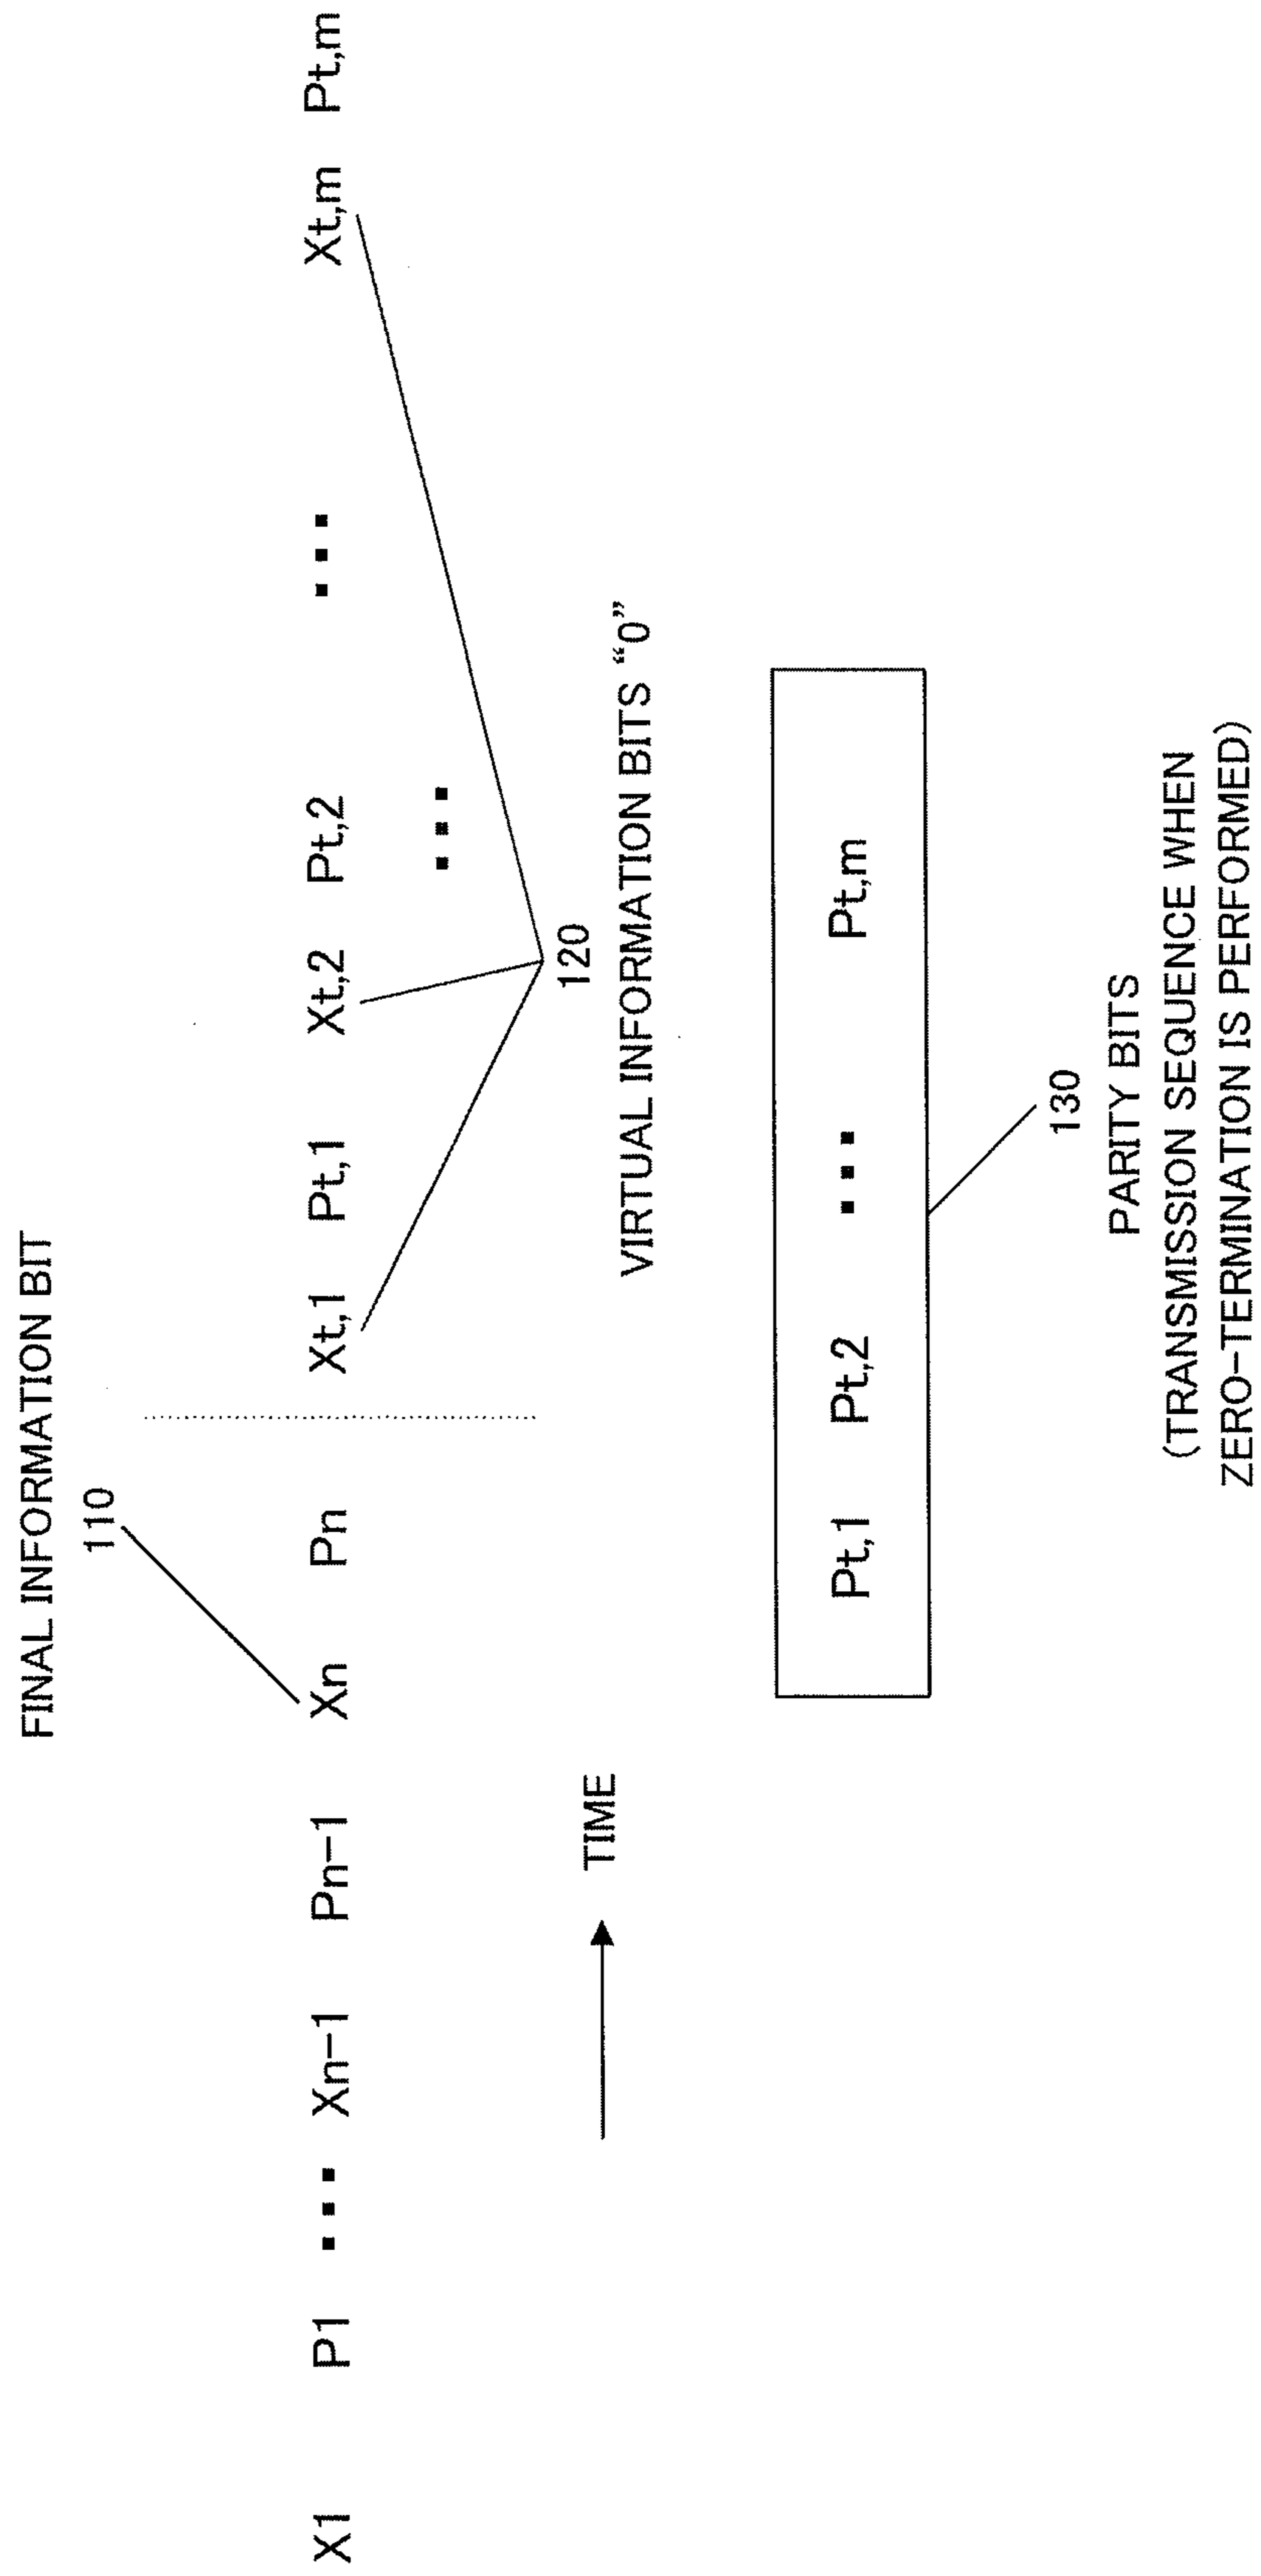 FINAL INFORMATION BIT
110
X1 P1 ▪▪▪ Xn-1 Pn-1 Xn Pn Xt,1 Pt,1 Xt,2 Pt,2 ▪▪▪ Xt,m Pt,m
▪▪▪
120
TIME
VIRTUAL INFORMATION BITS “0”
Pt,1 Pt,2 ▪▪▪ Pt,m
130
PARITY BITS
(TRANSMISSION SEQUENCE WHEN
ZERO-TERMINATION IS PERFORMED)